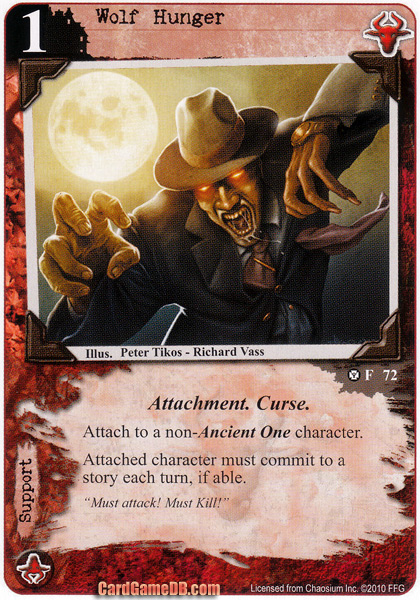 1
Wolf Hunger
Illus. Peter Tikos - Richard Vass
F 72
Attachment. Curse.
Attach to a non-Ancient One character.
Attached character must commit to a
story each turn, if able.
"Must attack! Must Kill!"
Support
Licensed from Chaosium Inc. ©2010 FFG
CardGameDB.com